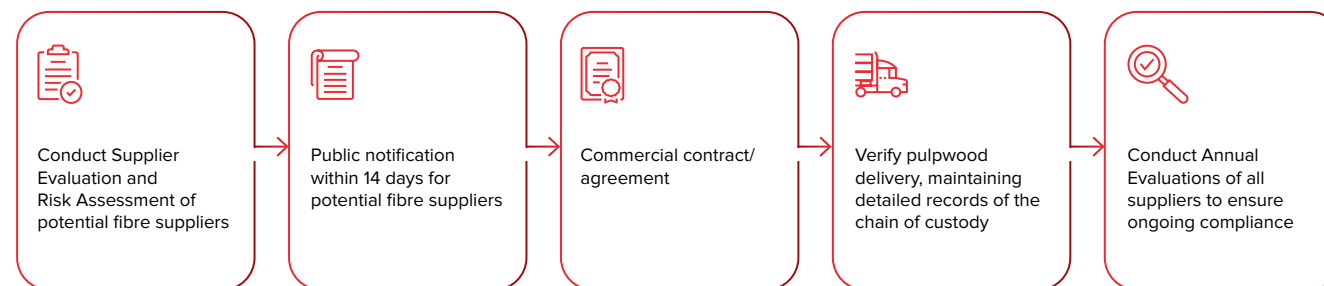 Conduct Supplier
Evaluation and
Risk Assessment of
potential fibre suppliers
Public notification
within 14 days for
potential fibre suppliers
Commercial contract/
agreement
Verify pulpwood
delivery, maintaining
detailed records of the
chain of custody
Conduct Annual
Evaluations of all
suppliers to ensure
ongoing compliance